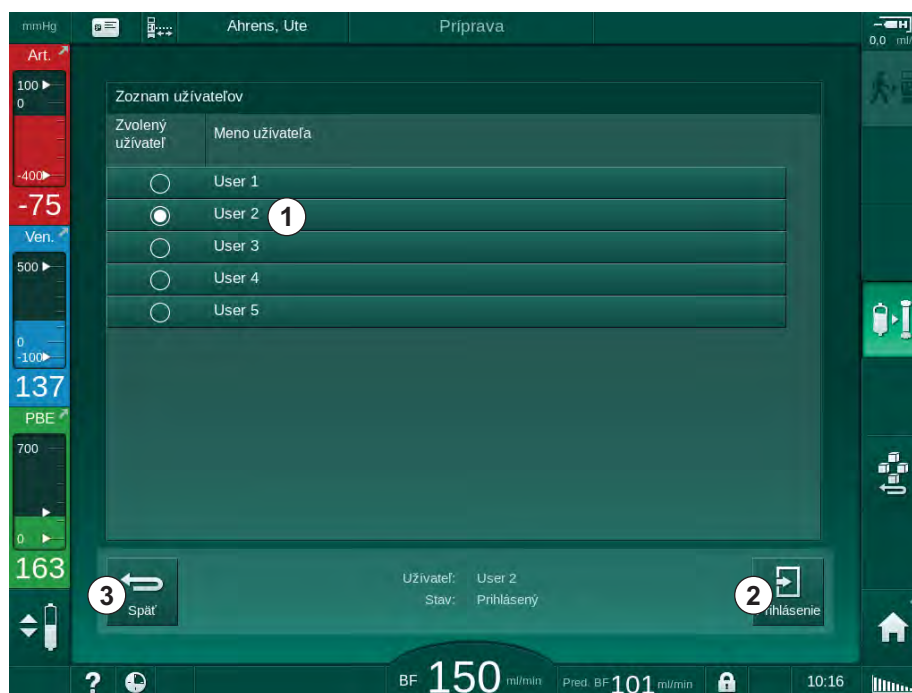 mmHg
Ahrens, Ute
Príprava
0,0 ml/
Art.
100
0
-400
-75
Ven.
500
0
-100
137
PBE
700
0
163
Zoznam užívateľov
Zvolený užívateľ
Meno užívateľa
User 1
User 2
1
User 3
User 4
User 5
3
Späť
Užívateľ: User 2
Stav: Prihlásený
2
ihlásenie
?
BF 150 ml/min
Pred. BF 101 ml/min
10:16